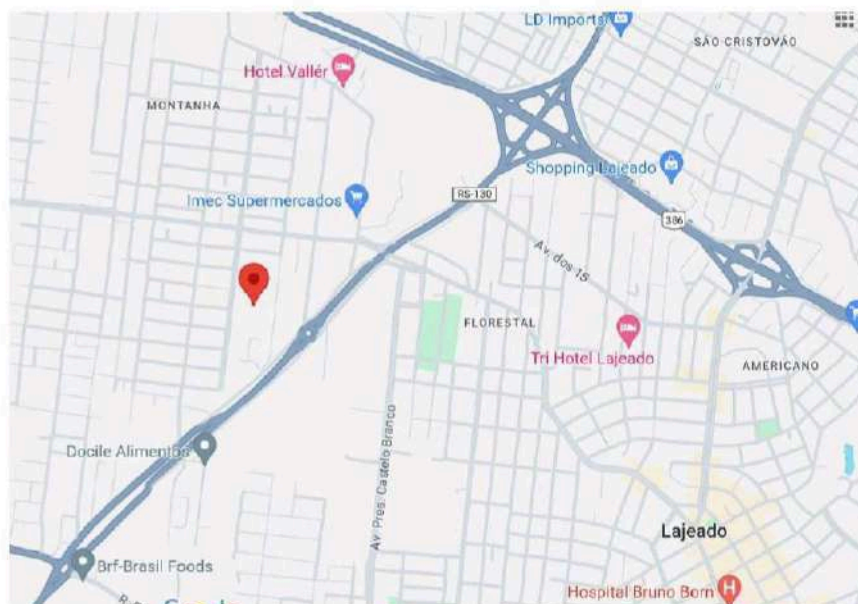 LD Imports
SÃO CRISTOVÃO
Hotel Vallér
MONTANHA
Shopping Lajeado
RS-130
Imec Supermercados
386
Av. dos 15
FLORESTAL
Tri Hotel Lajeado
AMERICANO
Av. Pres. Castelo Branco
Docile Alimentos
Lajeado
Brf-Brasil Foods
Hospital Bruno Born
H